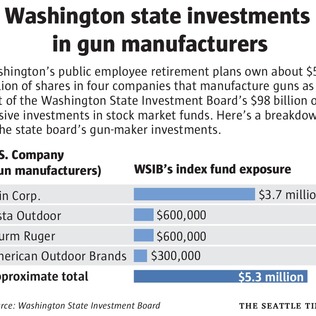 Washington state investments
in gun manufacturers
shington's public employee retirement plans own about $5
ion of shares in four companies that manufacture guns as
t of the Washington State Investment Board's $98 billion o
sive investments in stock market funds. Here's a breakdow
he state board's gun-maker investments.
S. Company
un manufacturers)
WSIB's index fund exposure
in Corp.
$3.7 millio
sta Outdoor
$600,000
urm Ruger
$600,000
merican Outdoor Brands
$300,000
proximate total
$5.3 million
rce: Washington State Investment Board
THE SEATTLE TI